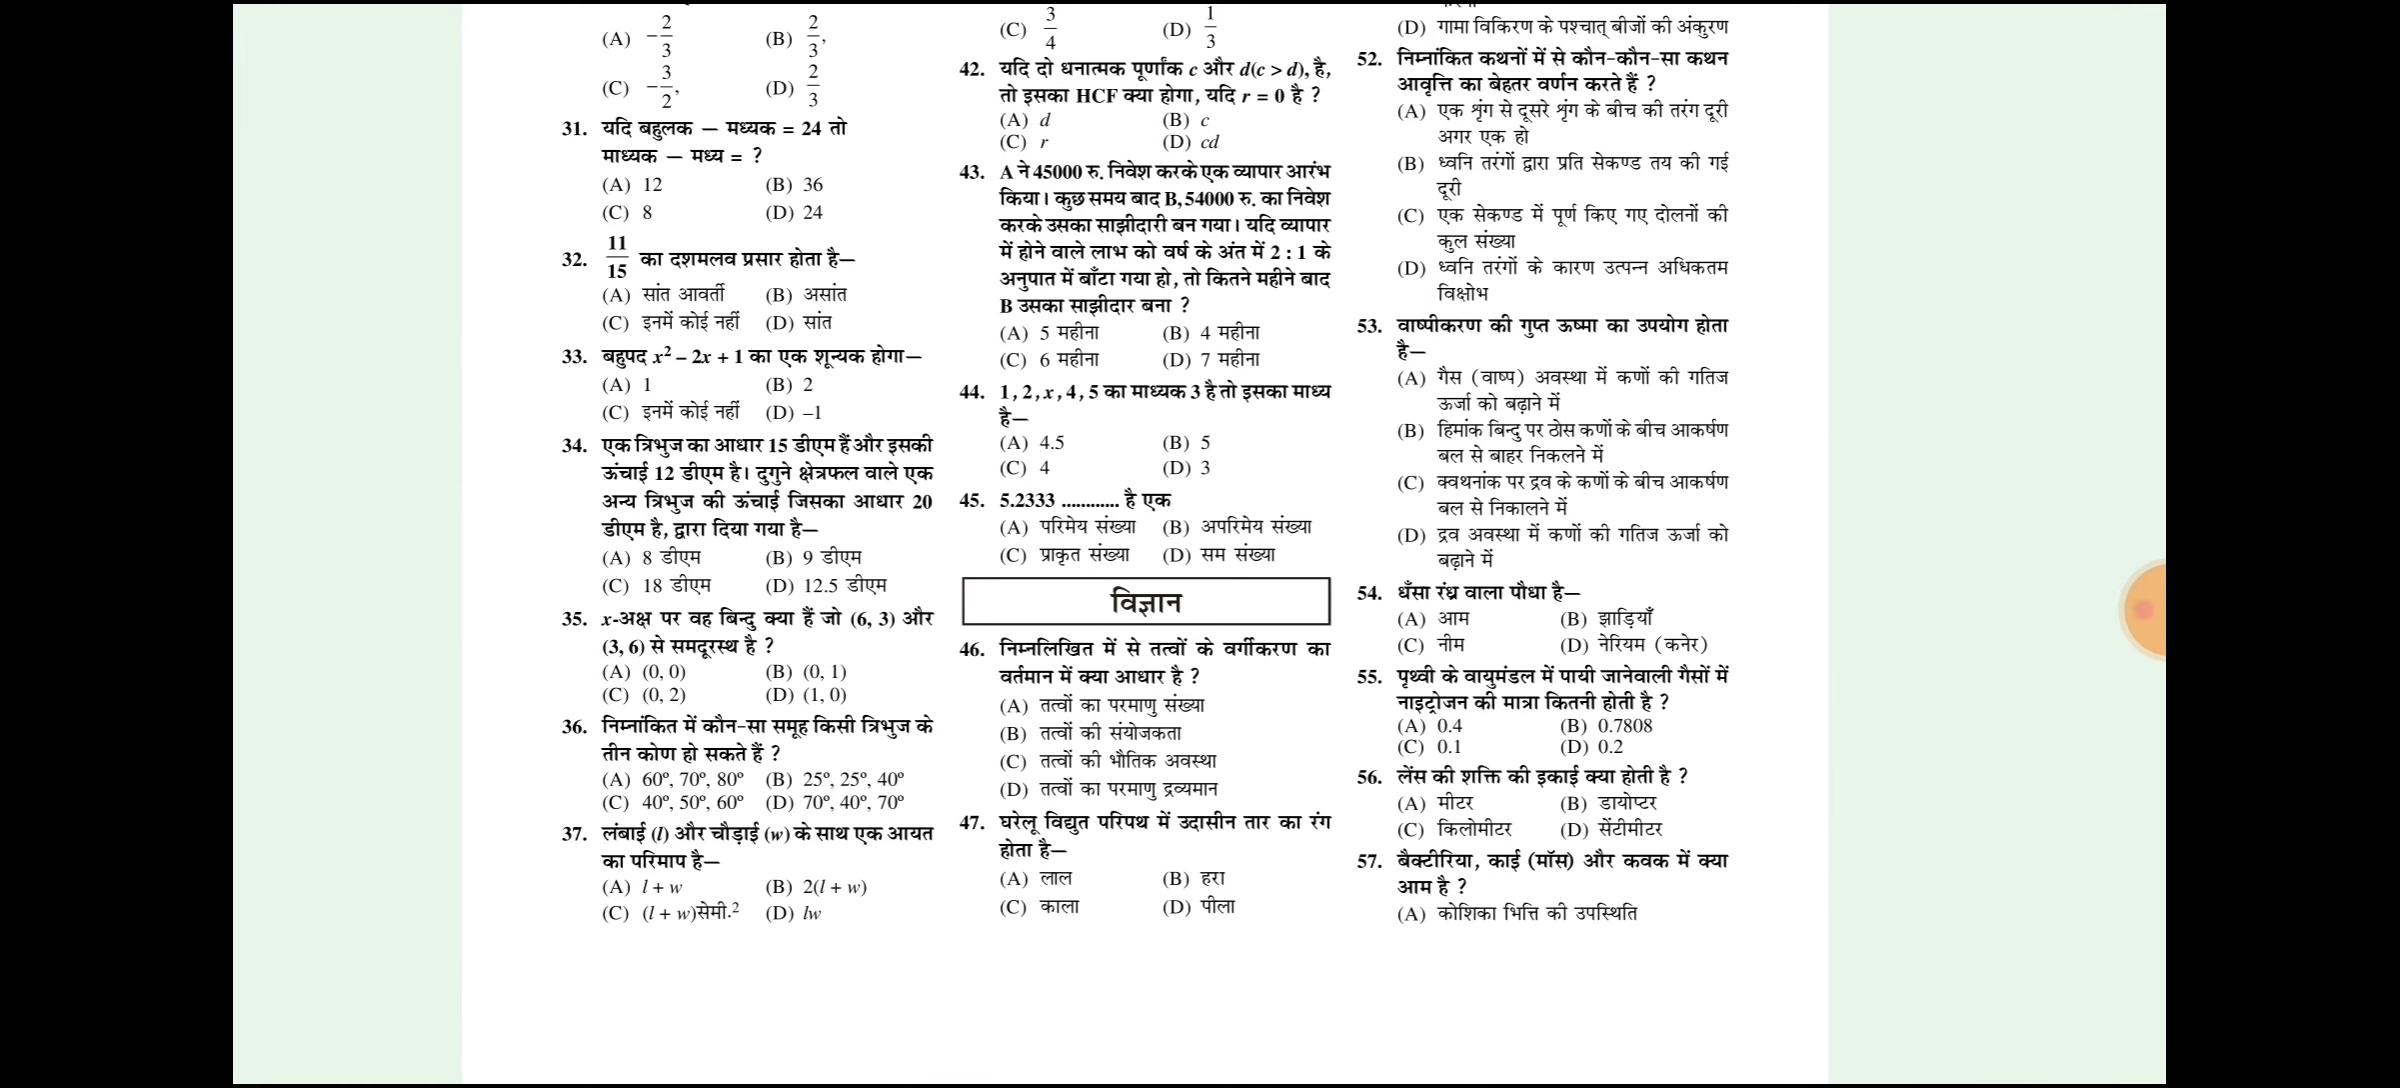 (A) −2/3 (B) 2/3,
(C) −3/2, (D) 2/3
31. यदि बहुलक — मध्यक = 24 तो
माध्यक — मध्य = ?
(A) 12 (B) 36
(C) 8 (D) 24
32. 11/15 का दशमलव प्रसार होता है—
(A) सांत आवर्ती (B) असांत
(C) इनमें कोई नहीं (D) सांत
33. बहुपद x² – 2x + 1 का एक शून्यक होगा—
(A) 1 (B) 2
(C) इनमें कोई नहीं (D) –1
34. एक त्रिभुज का आधार 15 डीएम हैं और इसकी
ऊंचाई 12 डीएम है। दुगुने क्षेत्रफल वाले एक
अन्य त्रिभुज की ऊंचाई जिसका आधार 20
डीएम है, द्वारा दिया गया है—
(A) 8 डीएम (B) 9 डीएम
(C) 18 डीएम (D) 12.5 डीएम
35. x-अक्ष पर वह बिन्दु क्या हैं जो (6, 3) और
(3, 6) से समदूरस्थ है ?
(A) (0, 0) (B) (0, 1)
(C) (0, 2) (D) (1, 0)
36. निम्नांकित में कौन-सा समूह किसी त्रिभुज के
तीन कोण हो सकते हैं ?
(A) 60º, 70º, 80º (B) 25º, 25º, 40º
(C) 40º, 50º, 60º (D) 70º, 40º, 70º
37. लंबाई (l) और चौड़ाई (w) के साथ एक आयत
का परिमाप है—
(A) l + w (B) 2(l + w)
(C) (l + w)सेमी.² (D) lw
(C) 3/4 (D) 1/3
42. यदि दो धनात्मक पूर्णांक c और d(c > d), है,
तो इसका HCF क्या होगा, यदि r = 0 है ?
(A) d (B) c
(C) r (D) cd
43. A ने 45000 रु. निवेश करके एक व्यापार आरंभ
किया। कुछ समय बाद B, 54000 रु. का निवेश
करके उसका साझीदारी बन गया। यदि व्यापार
में होने वाले लाभ को वर्ष के अंत में 2 : 1 के
अनुपात में बाँटा गया हो, तो कितने महीने बाद
B उसका साझीदार बना ?
(A) 5 महीना (B) 4 महीना
(C) 6 महीना (D) 7 महीना
44. 1, 2, x, 4, 5 का माध्यक 3 है तो इसका माध्य
है—
(A) 4.5 (B) 5
(C) 4 (D) 3
45. 5.2333 ............ है एक
(A) परिमेय संख्या (B) अपरिमेय संख्या
(C) प्राकृत संख्या (D) सम संख्या
विज्ञान
46. निम्नलिखित में से तत्वों के वर्गीकरण का
वर्तमान में क्या आधार है ?
(A) तत्वों का परमाणु संख्या
(B) तत्वों की संयोजकता
(C) तत्वों की भौतिक अवस्था
(D) तत्वों का परमाणु द्रव्यमान
47. घरेलू विद्युत परिपथ में उदासीन तार का रंग
होता है—
(A) लाल (B) हरा
(C) काला (D) पीला
(D) गामा विकिरण के पश्चात् बीजों की अंकुरण
52. निम्नांकित कथनों में से कौन-कौन-सा कथन
आवृत्ति का बेहतर वर्णन करते हैं ?
(A) एक शृंग से दूसरे शृंग के बीच की तरंग दूरी
अगर एक हो
(B) ध्वनि तरंगों द्वारा प्रति सेकण्ड तय की गई
दूरी
(C) एक सेकण्ड में पूर्ण किए गए दोलनों की
कुल संख्या
(D) ध्वनि तरंगों के कारण उत्पन्न अधिकतम
विक्षोभ
53. वाष्पीकरण की गुप्त ऊष्मा का उपयोग होता
है—
(A) गैस (वाष्प) अवस्था में कणों की गतिज
ऊर्जा को बढ़ाने में
(B) हिमांक बिन्दु पर ठोस कणों के बीच आकर्षण
बल से बाहर निकलने में
(C) क्वथनांक पर द्रव के कणों के बीच आकर्षण
बल से निकालने में
(D) द्रव अवस्था में कणों की गतिज ऊर्जा को
बढ़ाने में
54. धँसा रंध्र वाला पौधा है—
(A) आम (B) झाड़ियाँ
(C) नीम (D) नेरियम (कनेर)
55. पृथ्वी के वायुमंडल में पायी जानेवाली गैसों में
नाइट्रोजन की मात्रा कितनी होती है ?
(A) 0.4 (B) 0.7808
(C) 0.1 (D) 0.2
56. लेंस की शक्ति की इकाई क्या होती है ?
(A) मीटर (B) डायोप्टर
(C) किलोमीटर (D) सेंटीमीटर
57. बैक्टीरिया, काई (मॉस) और कवक में क्या
आम है ?
(A) कोशिका भित्ति की उपस्थिति